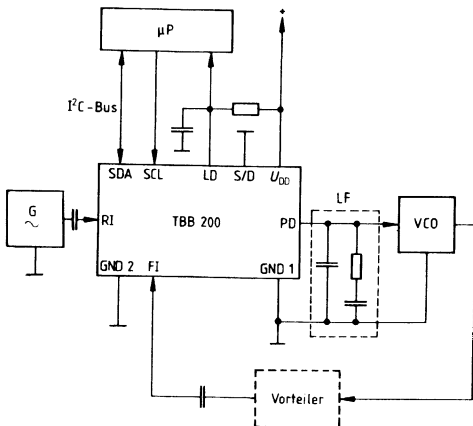 µP
+
I²C-Bus
SDA SCL LD S/D U_DD
LF
G
~
RI TBB 200 PD
VCO
GND 2 FI GND 1
Vorteiler